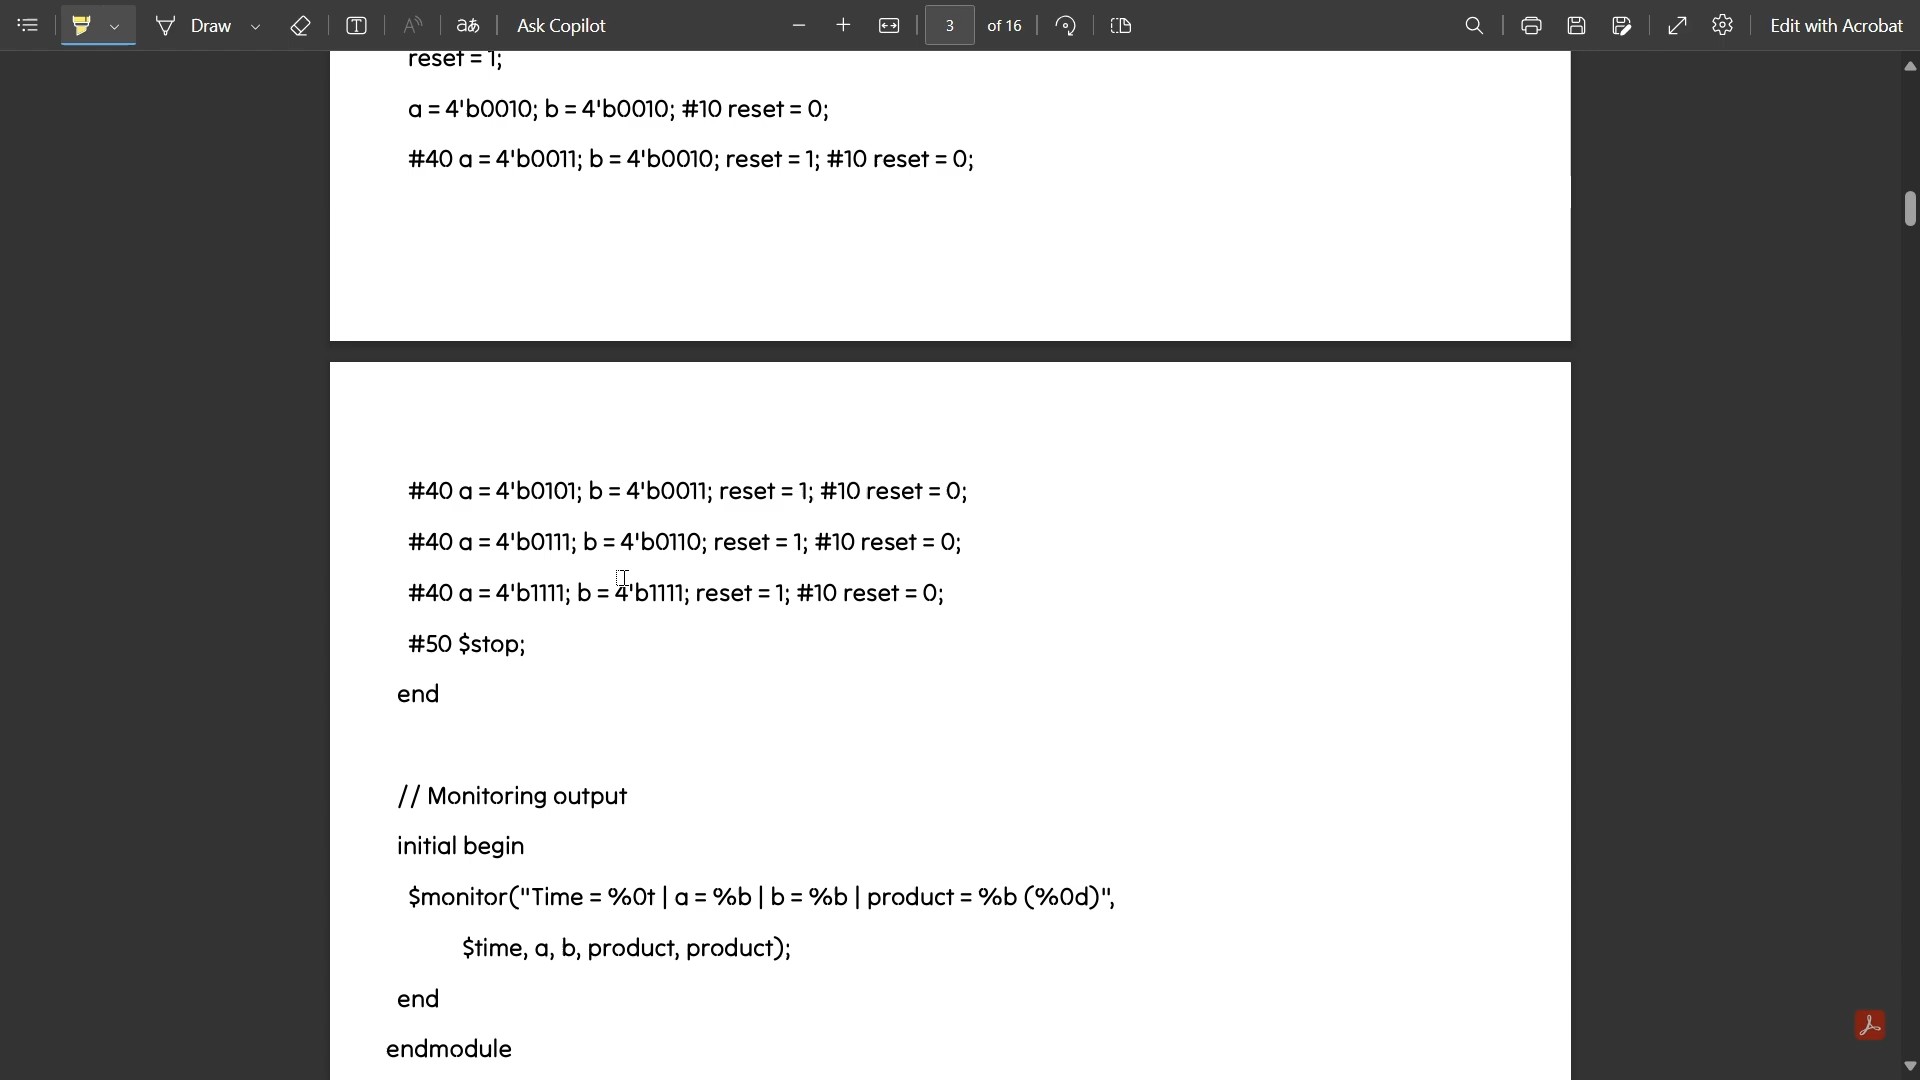 Draw
aあ
Ask Copilot
3 of 16
Edit with Acrobat
reset = 1;
a = 4'b0010; b = 4'b0010; #10 reset = 0;
#40 a = 4'b0011; b = 4'b0010; reset = 1; #10 reset = 0;
#40 a = 4'b0101; b = 4'b0011; reset = 1; #10 reset = 0;
#40 a = 4'b0111; b = 4'b0110; reset = 1; #10 reset = 0;
#40 a = 4'b1111; b = 4'b1111; reset = 1; #10 reset = 0;
#50 $stop;
end
// Monitoring output
initial begin
$monitor("Time = %0t | a = %b | b = %b | product = %b (%0d)",
$time, a, b, product, product);
end
endmodule